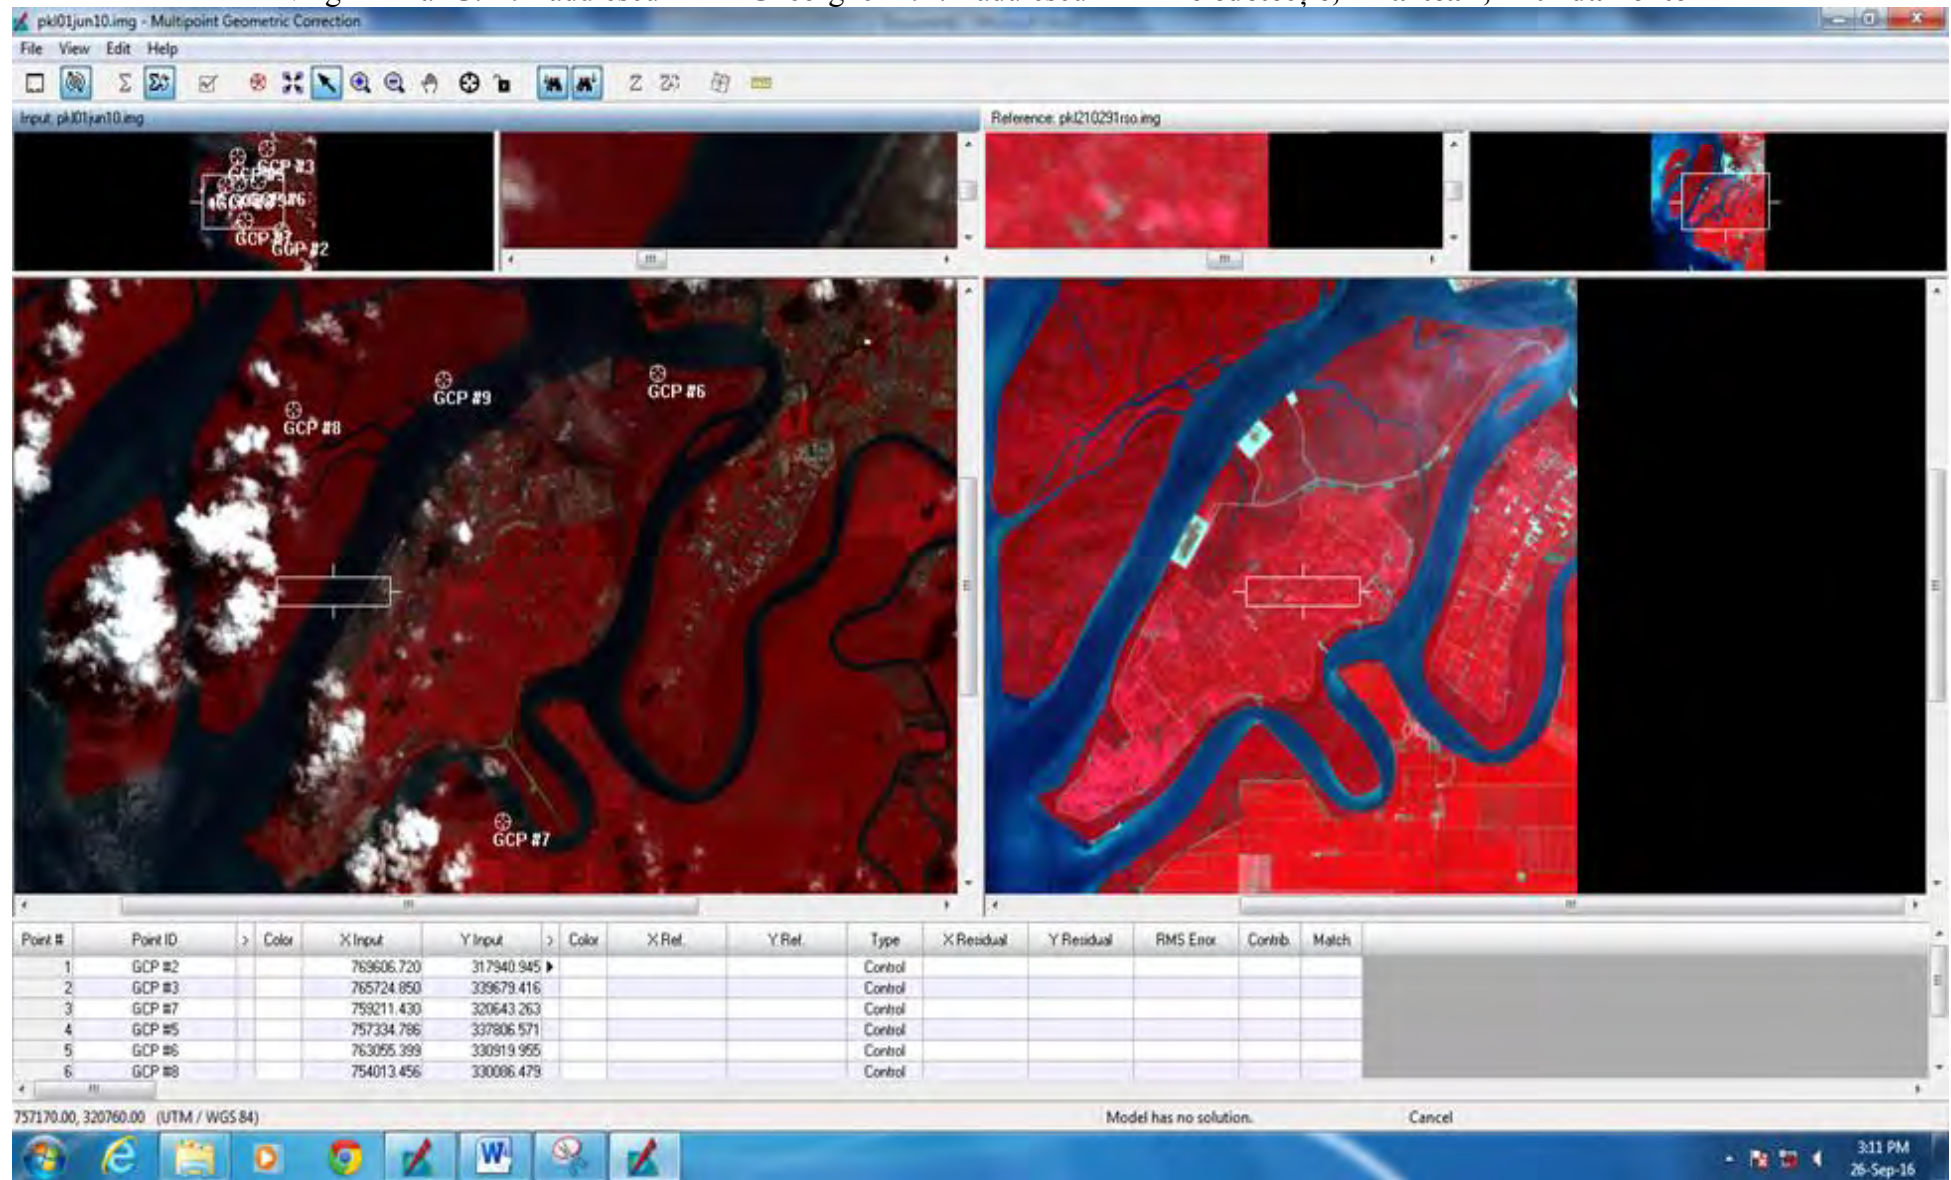 pkl01jun10.img - Multipoint Geometric Correction
File View Edit Help
Input: pkl01jun10.img
Reference: pkl210291rso.img
GCP #3
GCP #2
GCP #9
GCP #6
GCP #8
GCP #7
Point # Point ID > Color X Input Y Input > Color X Ref. Y Ref. Type X Residual Y Residual RMS Error Contrib. Match
1 GCP #2 769606.720 317940.945 Control
2 GCP #3 765724.850 339679.416 Control
3 GCP #7 759211.430 320643.263 Control
4 GCP #5 757334.786 337806.571 Control
5 GCP #6 763055.399 330919.955 Control
6 GCP #8 754013.456 330086.479 Control
757170.00, 320760.00 (UTM / WGS 84)
Model has no solution.
Cancel
3:11 PM
26-Sep-16